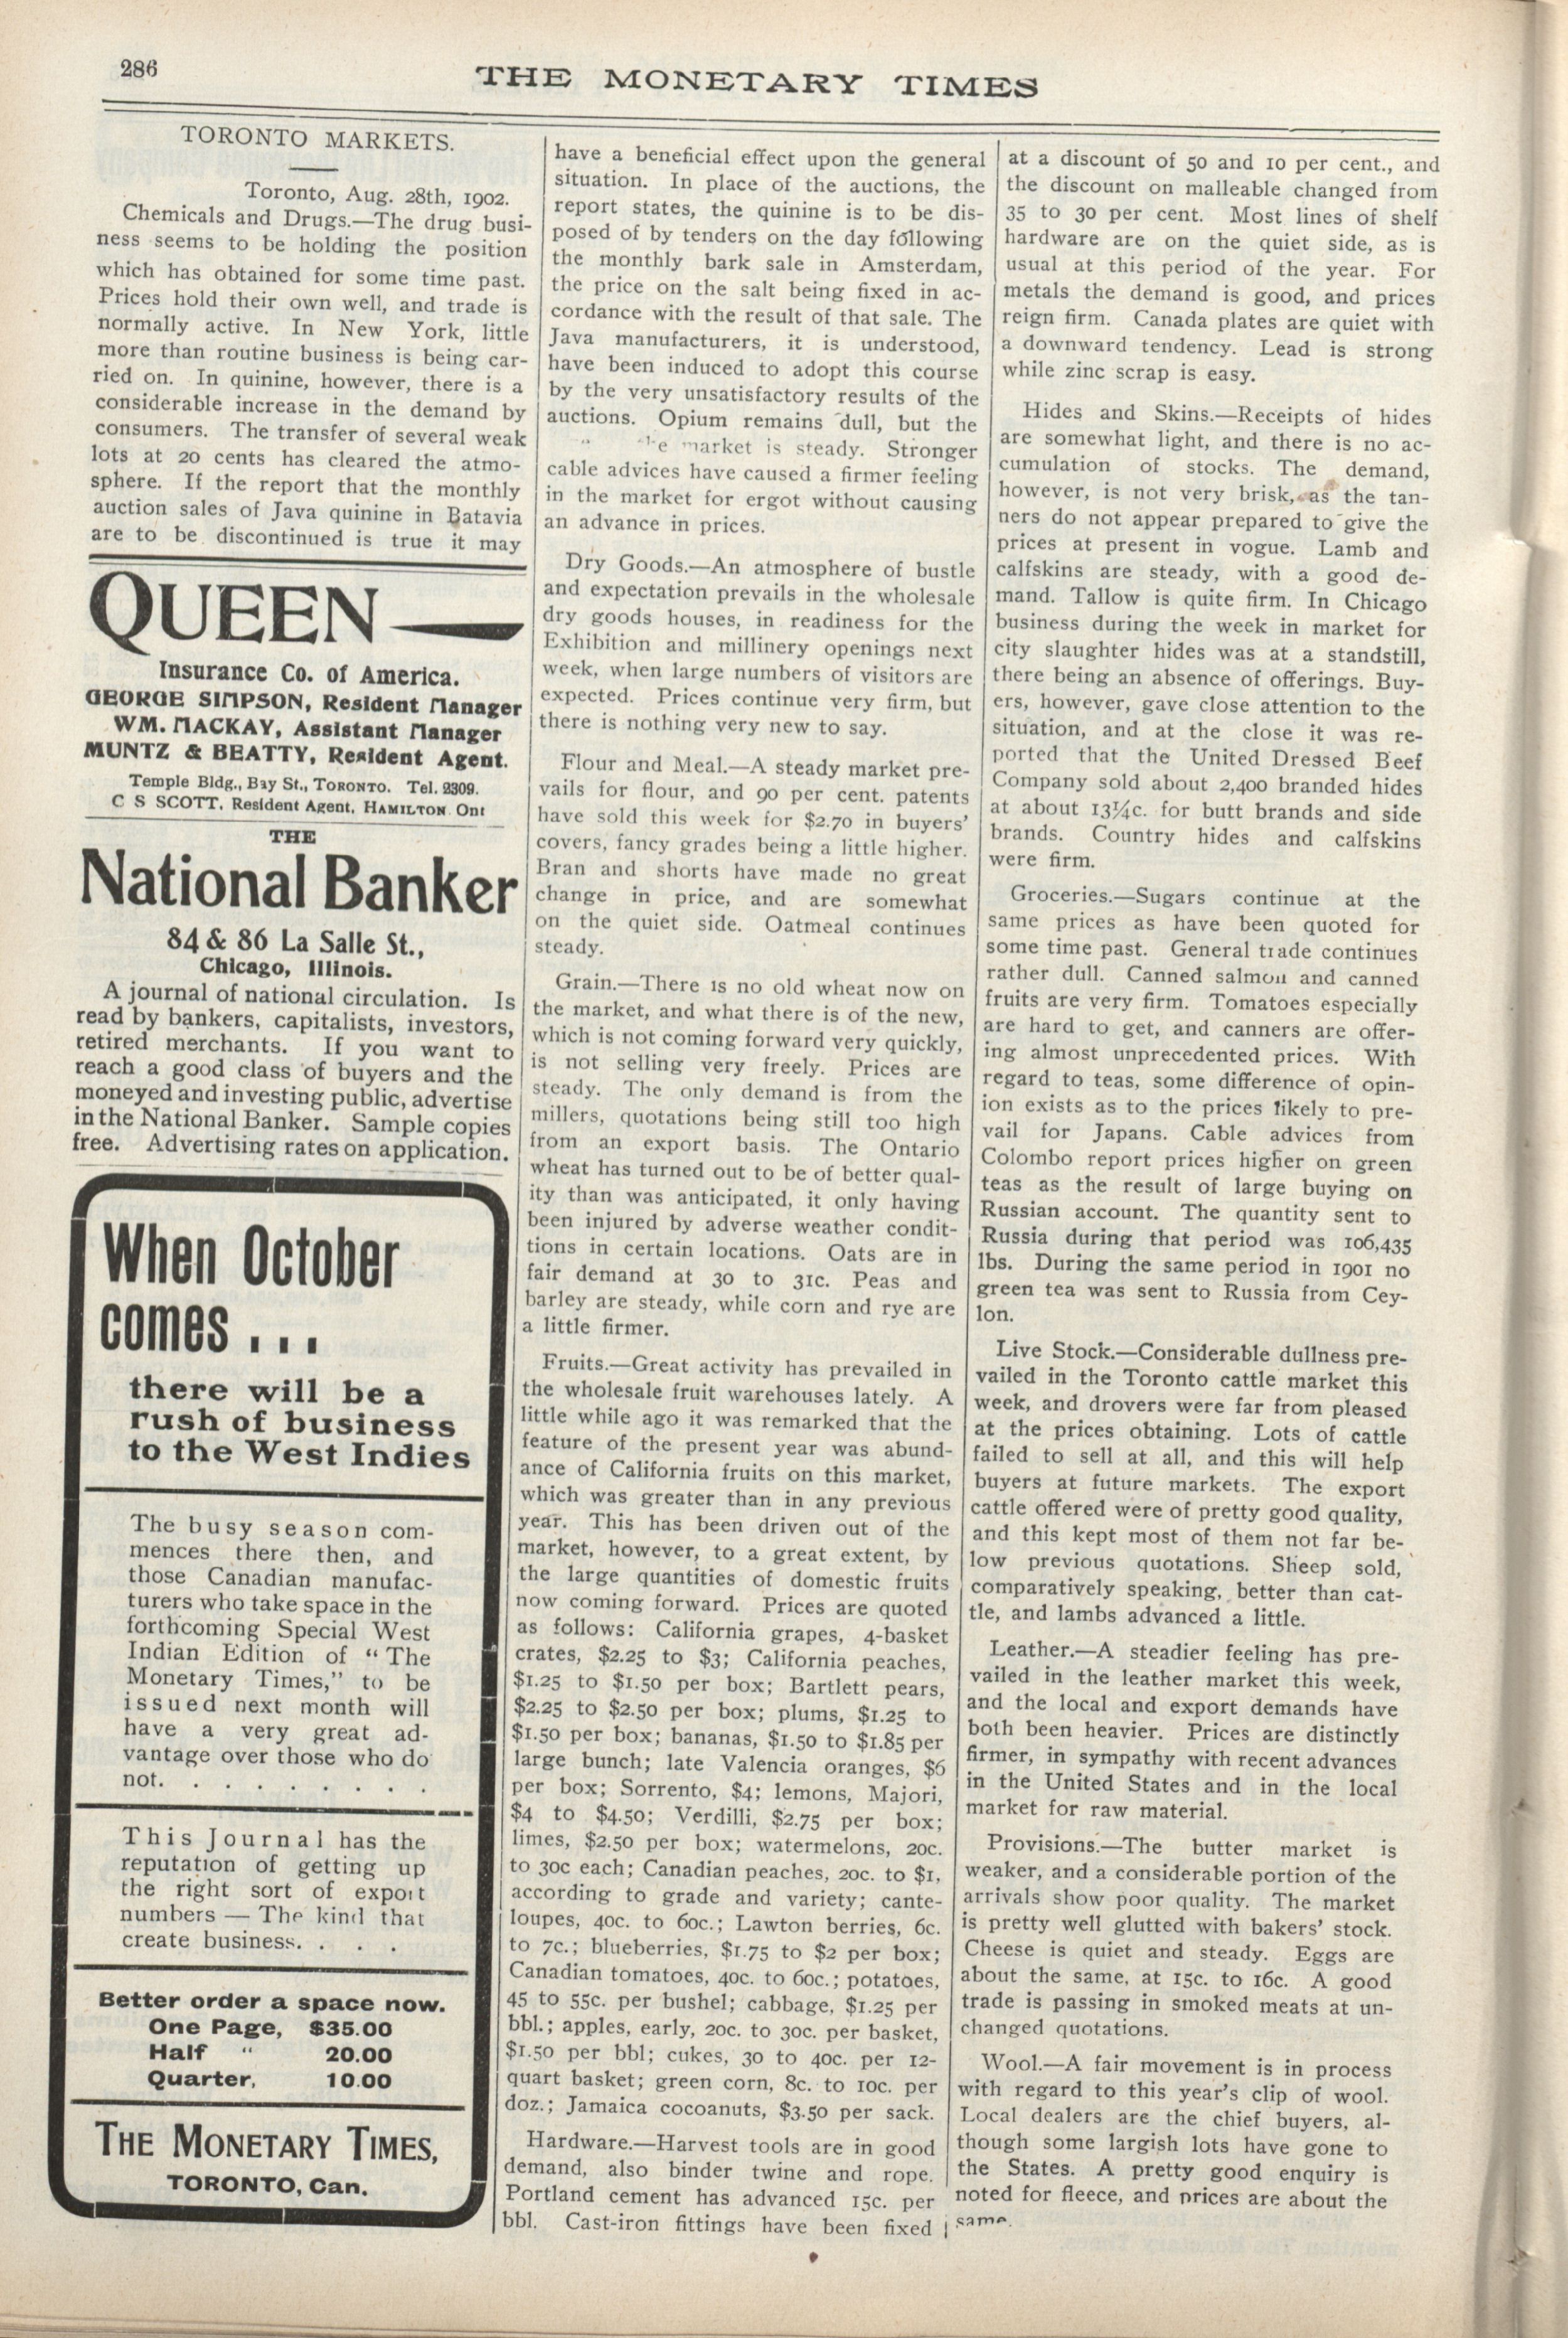 286
THE MONETARY TIMES
TORONTO MARKETS.
Toronto, Aug. 28th, 1902.
Chemicals and Drugs.—The drug busi-
ness seems to be holding the position
which has obtained for some time past.
Prices hold their own well, and trade is
normally active. In New York, little
more than routine business is being car-
ried on. In quinine, however, there is a
considerable increase in the demand by
consumers. The transfer of several weak
lots at 20 cents has cleared the atmo-
sphere. If the report that the monthly
auction sales of Java quinine in Batavia
are to be discontinued is true it may
QUEEN—
Insurance Co. of America.
GEORGE SIMPSON, Resident Manager
WM. MACKAY, Assistant Manager
MUNTZ & BEATTY, Resident Agent.
Temple Bldg., Bay St., TORONTO. Tel. 2309.
C S SCOTT, Resident Agent, HAMILTON Ont
THE
National Banker
84 & 86 La Salle St.,
Chicago, Illinois.
A journal of national circulation. Is
read by bankers, capitalists, investors,
retired merchants. If you want to
reach a good class of buyers and the
moneyed and investing public, advertise
in the National Banker. Sample copies
free. Advertising rates on application.
When October
comes ...
there will be a
rush of business
to the West Indies
The busy season com-
mences there then, and
those Canadian manufac-
turers who take space in the
forthcoming Special West
Indian Edition of "The
Monetary Times," to be
issued next month will
have a very great ad-
vantage over those who do
not. . . . . . . . .
This Journal has the
reputation of getting up
the right sort of export
numbers — The kind that
create business. . . .
Better order a space now.
One Page, $35.00
Half " 20.00
Quarter, 10.00
THE MONETARY TIMES,
TORONTO, Can.
have a beneficial effect upon the general
situation. In place of the auctions, the
report states, the quinine is to be dis-
posed of by tenders on the day following
the monthly bark sale in Amsterdam,
the price on the salt being fixed in ac-
cordance with the result of that sale. The
Java manufacturers, it is understood,
have been induced to adopt this course
by the very unsatisfactory results of the
auctions. Opium remains dull, but the
market is steady. Stronger
cable advices have caused a firmer feeling
in the market for ergot without causing
an advance in prices.
Dry Goods.—An atmosphere of bustle
and expectation prevails in the wholesale
dry goods houses, in readiness for the
Exhibition and millinery openings next
week, when large numbers of visitors are
expected. Prices continue very firm, but
there is nothing very new to say.
Flour and Meal.—A steady market pre-
vails for flour, and 90 per cent. patents
have sold this week for $2.70 in buyers'
covers, fancy grades being a little higher.
Bran and shorts have made no great
change in price, and are somewhat
on the quiet side. Oatmeal continues
steady.
Grain.—There is no old wheat now on
the market, and what there is of the new,
which is not coming forward very quickly,
is not selling very freely. Prices are
steady. The only demand is from the
millers, quotations being still too high
from an export basis. The Ontario
wheat has turned out to be of better qual-
ity than was anticipated, it only having
been injured by adverse weather condit-
tions in certain locations. Oats are in
fair demand at 30 to 31c. Peas and
barley are steady, while corn and rye are
a little firmer.
Fruits.—Great activity has prevailed in
the wholesale fruit warehouses lately. A
little while ago it was remarked that the
feature of the present year was abund-
ance of California fruits on this market,
which was greater than in any previous
year. This has been driven out of the
market, however, to a great extent, by
the large quantities of domestic fruits
now coming forward. Prices are quoted
as follows: California grapes, 4-basket
crates, $2.25 to $3; California peaches,
$1.25 to $1.50 per box; Bartlett pears,
$2.25 to $2.50 per box; plums, $1.25 to
$1.50 per box; bananas, $1.50 to $1.85 per
large bunch; late Valencia oranges, $6
per box; Sorrento, $4; lemons, Majori,
$4 to $4.50; Verdilli, $2.75 per box;
limes, $2.50 per box; watermelons, 20c.
to 30c each; Canadian peaches, 20c. to $1,
according to grade and variety; cante-
loupes, 40c. to 60c.; Lawton berries, 6c.
to 7c.; blueberries, $1.75 to $2 per box;
Canadian tomatoes, 40c. to 60c.; potatoes,
45 to 55c. per bushel; cabbage, $1.25 per
bbl.; apples, early, 20c. to 30c. per basket,
$1.50 per bbl; cukes, 30 to 40c. per 12-
quart basket; green corn, 8c. to 10c. per
doz.; Jamaica cocoanuts, $3.50 per sack.
Hardware.—Harvest tools are in good
demand, also binder twine and rope.
Portland cement has advanced 15c. per
bbl. Cast-iron fittings have been fixed
at a discount of 50 and 10 per cent., and
the discount on malleable changed from
35 to 30 per cent. Most lines of shelf
hardware are on the quiet side, as is
usual at this period of the year. For
metals the demand is good, and prices
reign firm. Canada plates are quiet with
a downward tendency. Lead is strong
while zinc scrap is easy.
Hides and Skins.—Receipts of hides
are somewhat light, and there is no ac-
cumulation of stocks. The demand,
however, is not very brisk, as the tan-
ners do not appear prepared to give the
prices at present in vogue. Lamb and
calfskins are steady, with a good de-
mand. Tallow is quite firm. In Chicago
business during the week in market for
city slaughter hides was at a standstill,
there being an absence of offerings. Buy-
ers, however, gave close attention to the
situation, and at the close it was re-
ported that the United Dressed Beef
Company sold about 2,400 branded hides
at about 13¼c. for butt brands and side
brands. Country hides and calfskins
were firm.
Groceries.—Sugars continue at the
same prices as have been quoted for
some time past. General trade continues
rather dull. Canned salmon and canned
fruits are very firm. Tomatoes especially
are hard to get, and canners are offer-
ing almost unprecedented prices. With
regard to teas, some difference of opin-
ion exists as to the prices likely to pre-
vail for Japans. Cable advices from
Colombo report prices higher on green
teas as the result of large buying on
Russian account. The quantity sent to
Russia during that period was 106,435
lbs. During the same period in 1901 no
green tea was sent to Russia from Cey-
lon.
Live Stock.—Considerable dullness pre-
vailed in the Toronto cattle market this
week, and drovers were far from pleased
at the prices obtaining. Lots of cattle
failed to sell at all, and this will help
buyers at future markets. The export
cattle offered were of pretty good quality,
and this kept most of them not far be-
low previous quotations. Sheep sold,
comparatively speaking, better than cat-
tle, and lambs advanced a little.
Leather.—A steadier feeling has pre-
vailed in the leather market this week,
and the local and export demands have
both been heavier. Prices are distinctly
firmer, in sympathy with recent advances
in the United States and in the local
market for raw material.
Provisions.—The butter market is
weaker, and a considerable portion of the
arrivals show poor quality. The market
is pretty well glutted with bakers' stock.
Cheese is quiet and steady. Eggs are
about the same, at 15c. to 16c. A good
trade is passing in smoked meats at un-
changed quotations.
Wool.—A fair movement is in process
with regard to this year's clip of wool.
Local dealers are the chief buyers, al-
though some largish lots have gone to
the States. A pretty good enquiry is
noted for fleece, and prices are about the
same.